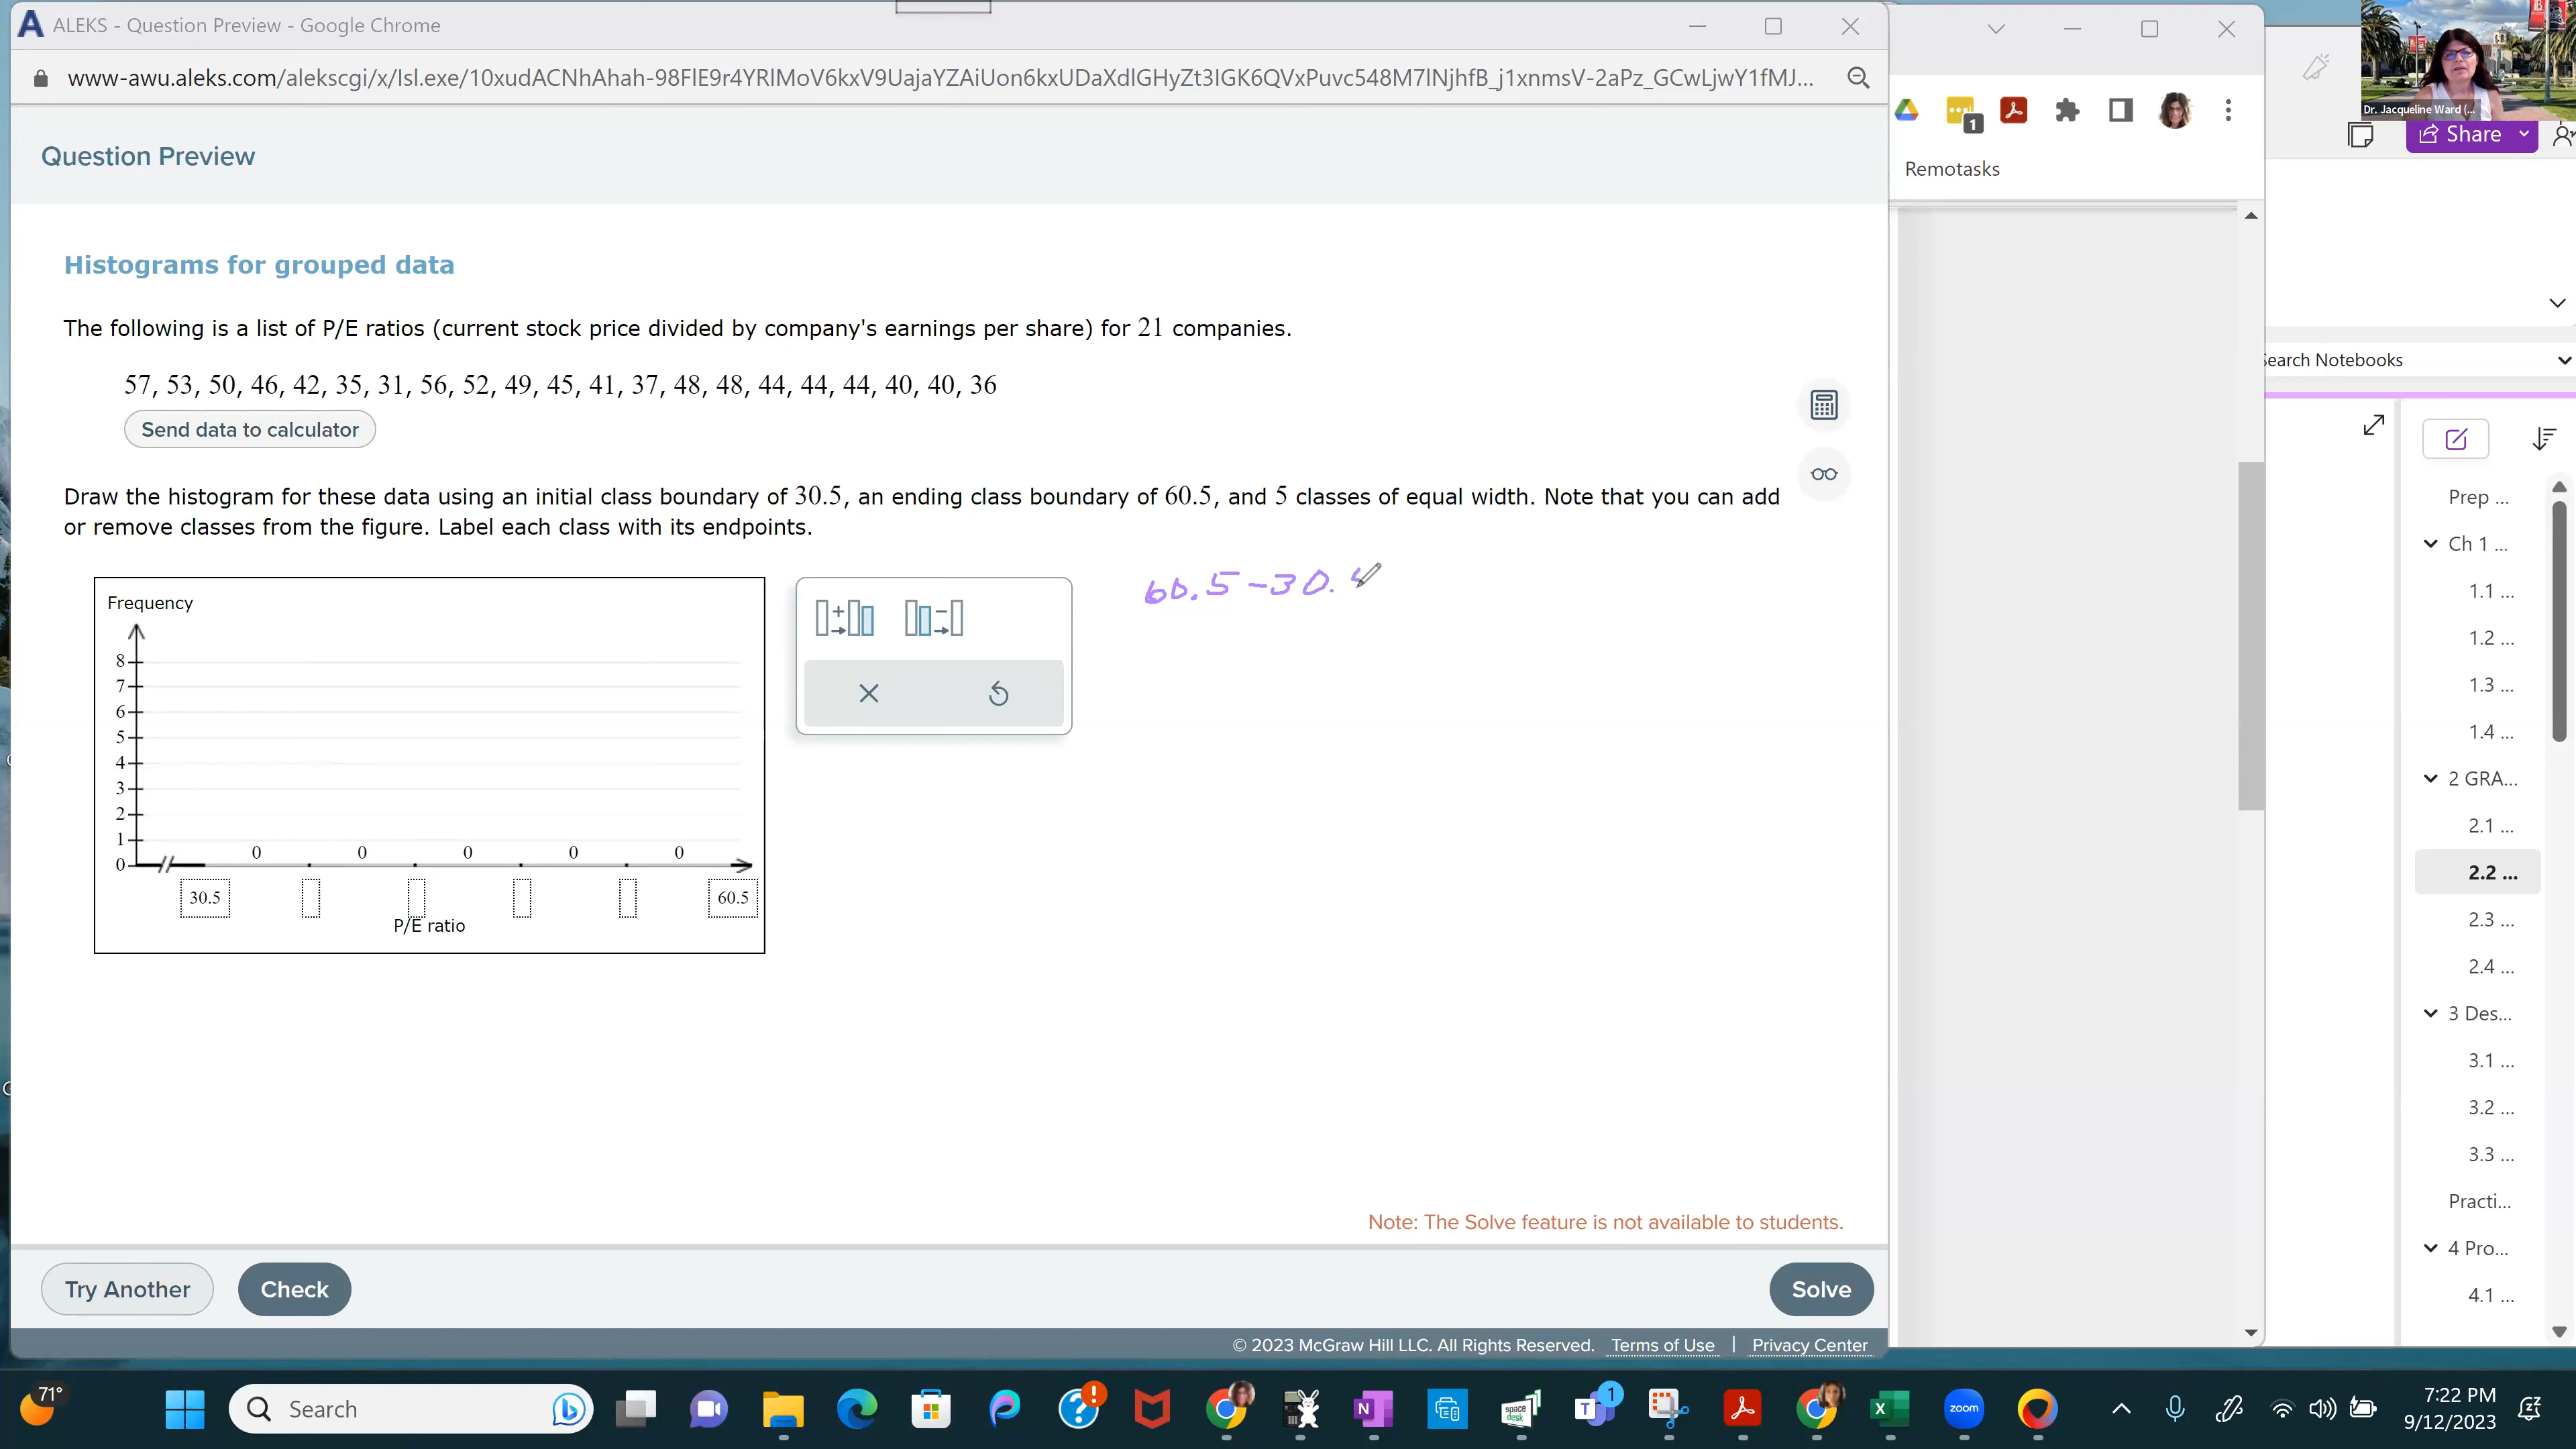 ALEKS - Question Preview - Google Chrome
www-awu.aleks.com/alekscgi/x/Isl.exe/
Dr. Jacqueline Ward (...
Share
1
Remotasks
Question Preview
Histograms for grouped data
The following is a list of P/E ratios (current stock price divided by company's earnings per share) for 21 companies.
57, 53, 50, 46, 42, 35, 31, 56, 52, 49, 45, 41, 37, 48, 48, 44, 44, 44, 40, 40, 36
Send data to calculator
Draw the histogram for these data using an initial class boundary of 30.5, an ending class boundary of 60.5, and 5 classes of equal width. Note that you can add
or remove classes from the figure. Label each class with its endpoints.
60.5 - 30.
Frequency
8
7
6
5
4
3
2
1
0
0 0 0 0 0
30.5 60.5
P/E ratio
Note: The Solve feature is not available to students.
Try Another
Check
Solve
© 2023 McGraw Hill LLC. All Rights Reserved. Terms of Use | Privacy Center
Search Notebooks
Prep ...
Ch 1 ...
1.1 ...
1.2 ...
1.3 ...
1.4 ...
2 GRA...
2.1 ...
2.2 ...
2.3 ...
2.4 ...
3 Des...
3.1 ...
3.2 ...
3.3 ...
Practi...
4 Pro...
4.1 ...
71°
Search
space desk
1
zoom
7:22 PM
9/12/2023